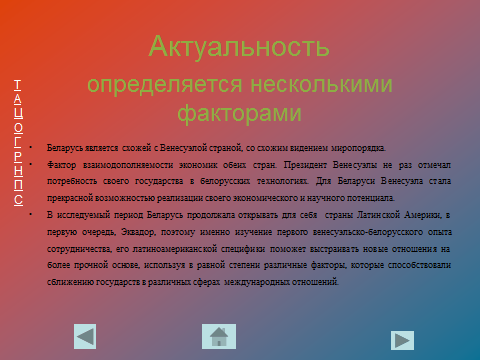 Актуальность
определяется несколькими
факторами
Т
А
Ц
О
Г
Р
Н
П
С
• Беларусь является схожей с Венесуэлой страной, со схожим видением миропорядка.
• Фактор взаимодополняемости экономик обеих стран. Президент Венесуэлы не раз отмечал
потребность своего государства в белорусских технологиях. Для Беларуси Венесуэла стала
прекрасной возможностью реализации своего экономического и научного потенциала.
• В исследуемый период Беларусь продолжала открывать для себя страны Латинской Америки, в
первую очередь, Эквадор, поэтому именно изучение первого венесуэльско-белорусского опыта
сотрудничества, его латиноамериканской специфики поможет выстраивать новые отношения на
более прочной основе, используя в равной степени различные факторы, которые способствовали
сближению государств в различных сферах международных отношений.